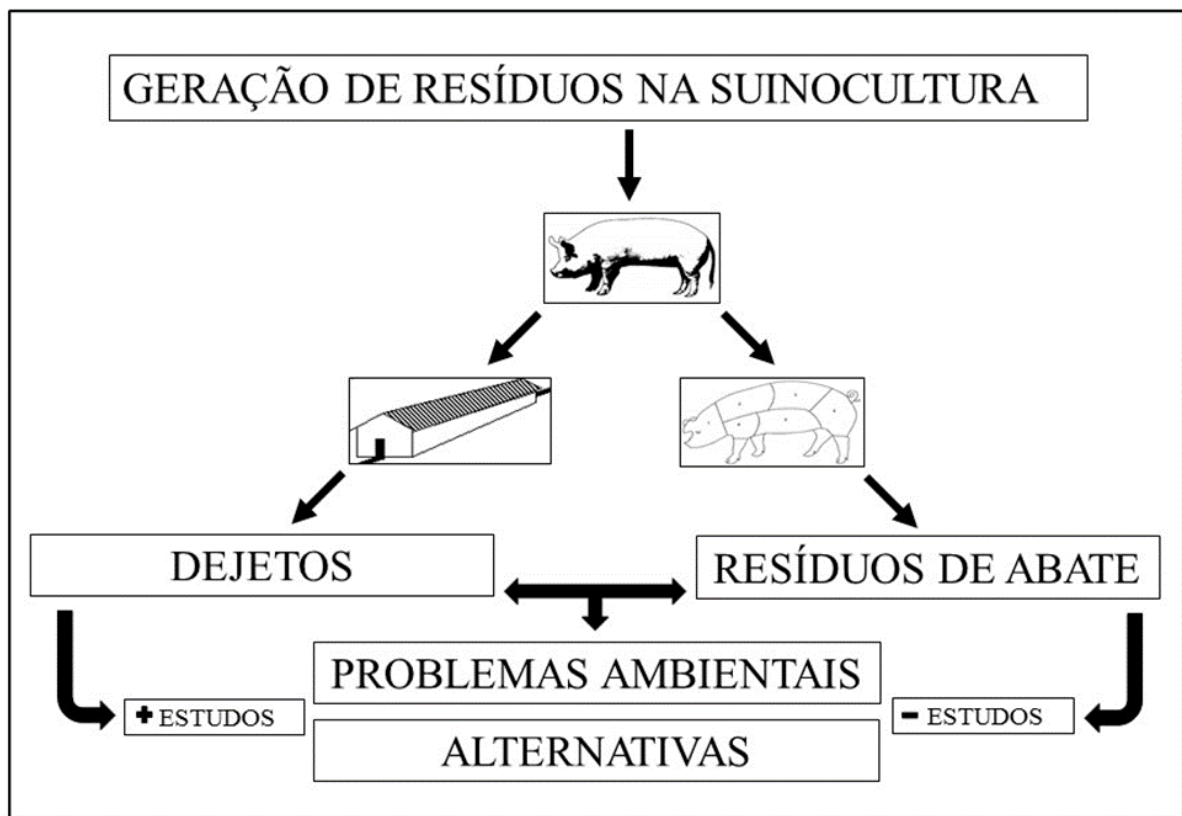 GERAÇÃO DE RESÍDUOS NA SUINOCULTURA
DEJETOS
RESÍDUOS DE ABATE
PROBLEMAS AMBIENTAIS
+ ESTUDOS
- ESTUDOS
ALTERNATIVAS